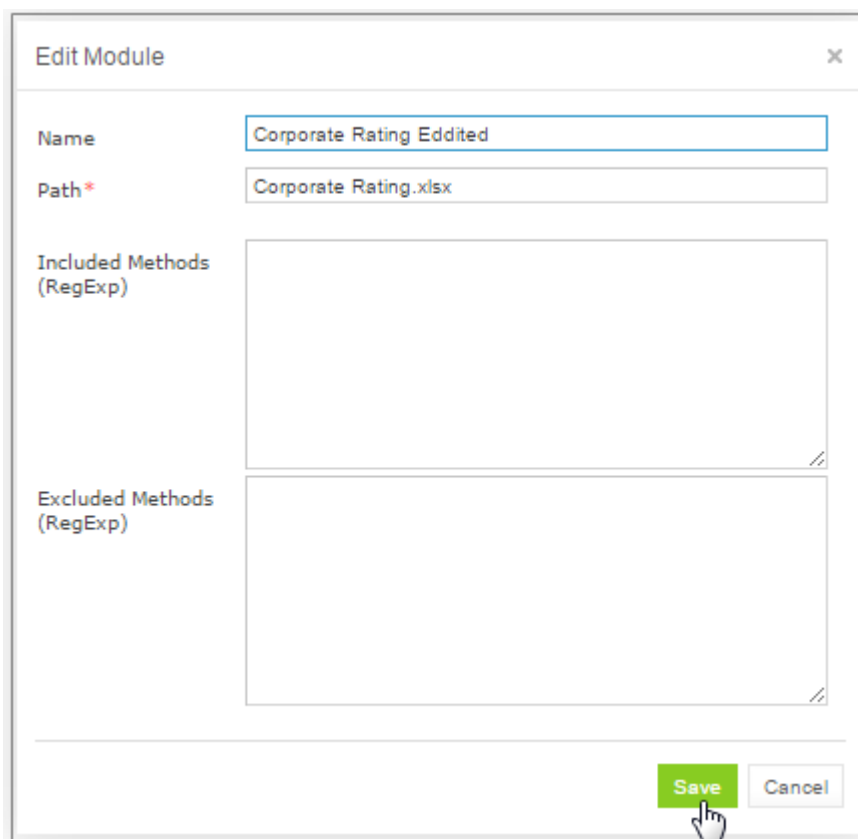 Edit Module ×
Name Corporate Rating Eddited
Path* Corporate Rating.xlsx
Included Methods
(RegExp)
Excluded Methods
(RegExp)
Save Cancel